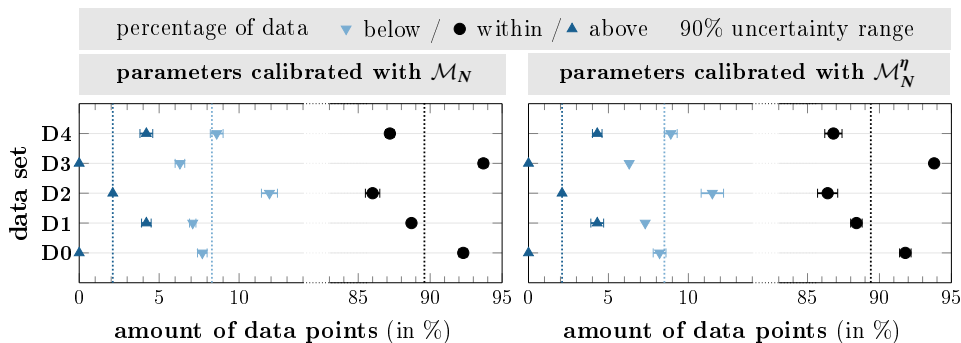 percentage of data ▼ below / ● within / ▲ above 90% uncertainty range
parameters calibrated with 𝓜_N
parameters calibrated with 𝓜_N^η
data set
D4
D3
D2
D1
D0
0 5 10 85 90 95
0 5 10 85 90 95
amount of data points (in %)
amount of data points (in %)